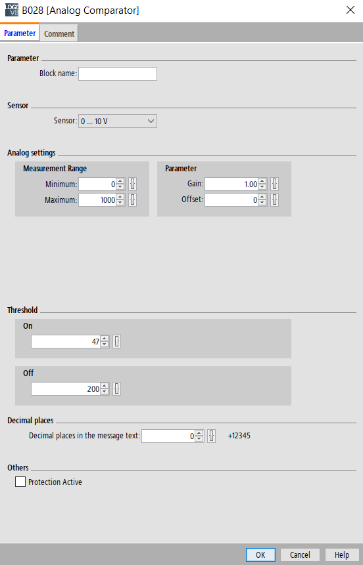 LOGO! V8 B028 [Analog Comparator]
Parameter Comment
Parameter
Block name:
Sensor
Sensor: 0 ... 10 V
Analog settings
Measurement Range Parameter
Minimum: 0 Gain: 1.00
Maximum: 1000 Offset: 0
Threshold
On
47
Off
200
Decimal places
Decimal places in the message text: 0 +12345
Others
Protection Active
OK Cancel Help